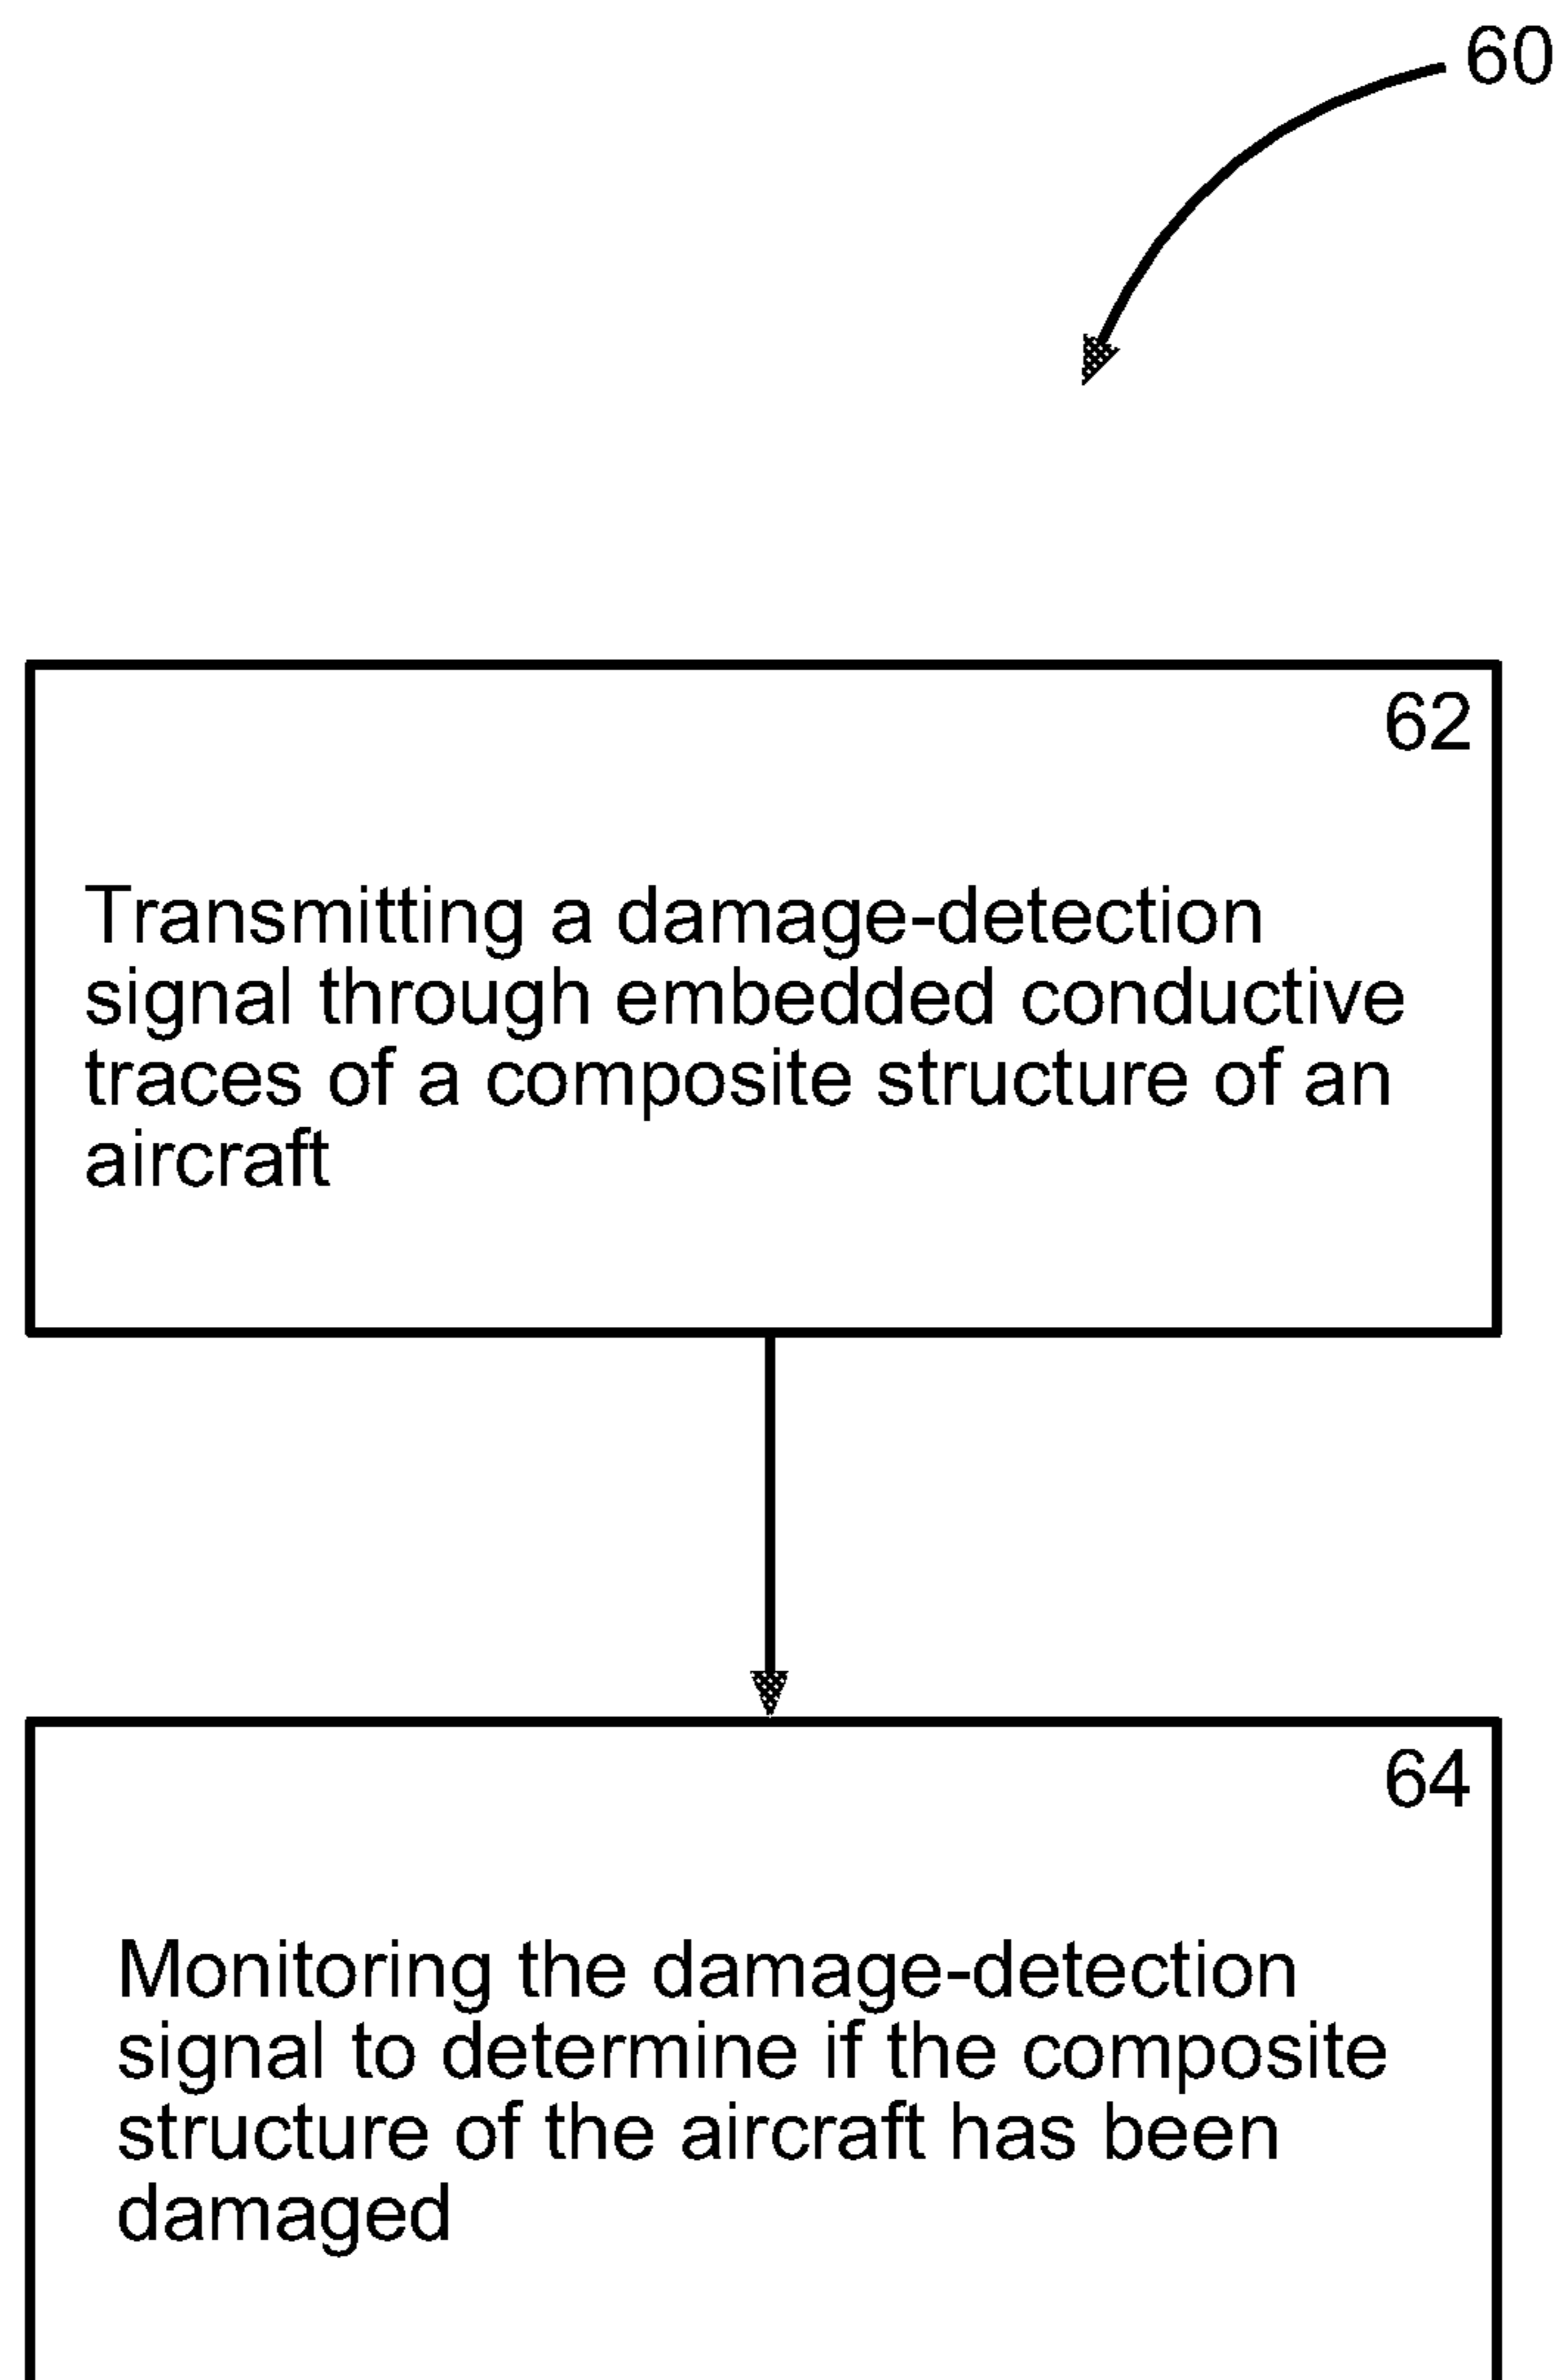 60
62
Transmitting a damage-detection
signal through embedded conductive
traces of a composite structure of an
aircraft
64
Monitoring the damage-detection
signal to determine if the composite
structure of the aircraft has been
damaged